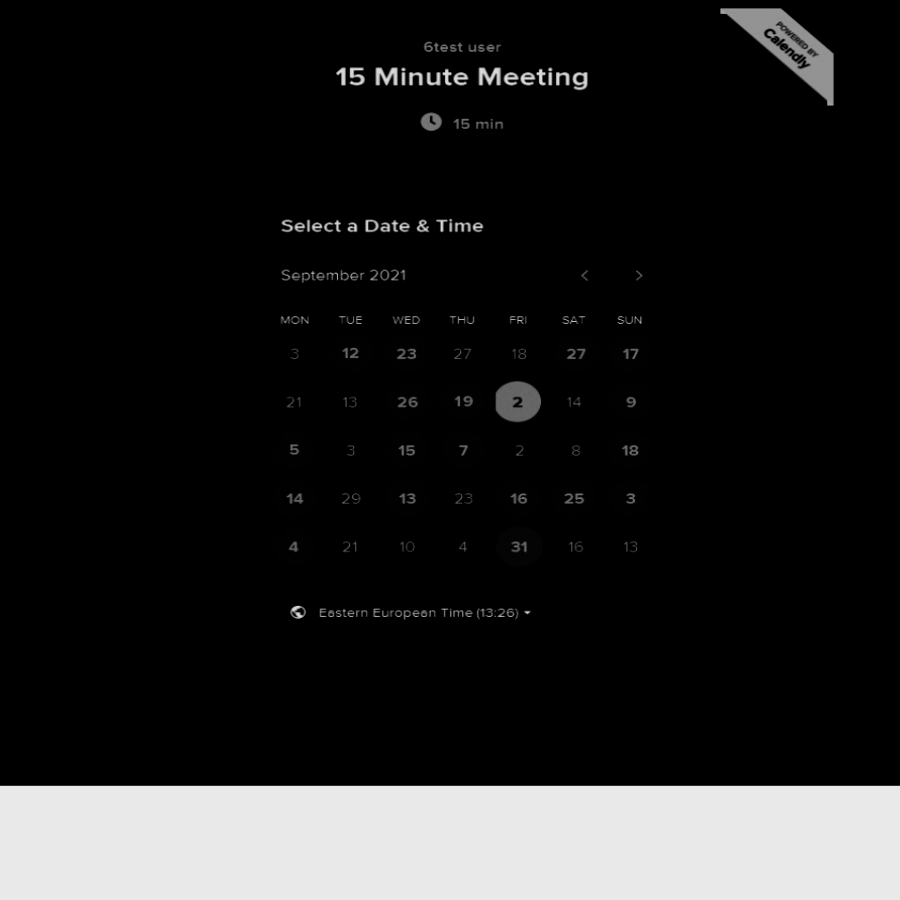 6test user
POWERED BY
Calendly
15 Minute Meeting
15 min
Select a Date & Time
September 2021
MON TUE WED THU FRI SAT SUN
3 12 23 27 18 27 17
21 13 26 19 2 14 9
5 3 15 7 2 8 18
14 29 13 23 16 25 3
4 21 10 4 31 16 13
Eastern European Time (13:26)